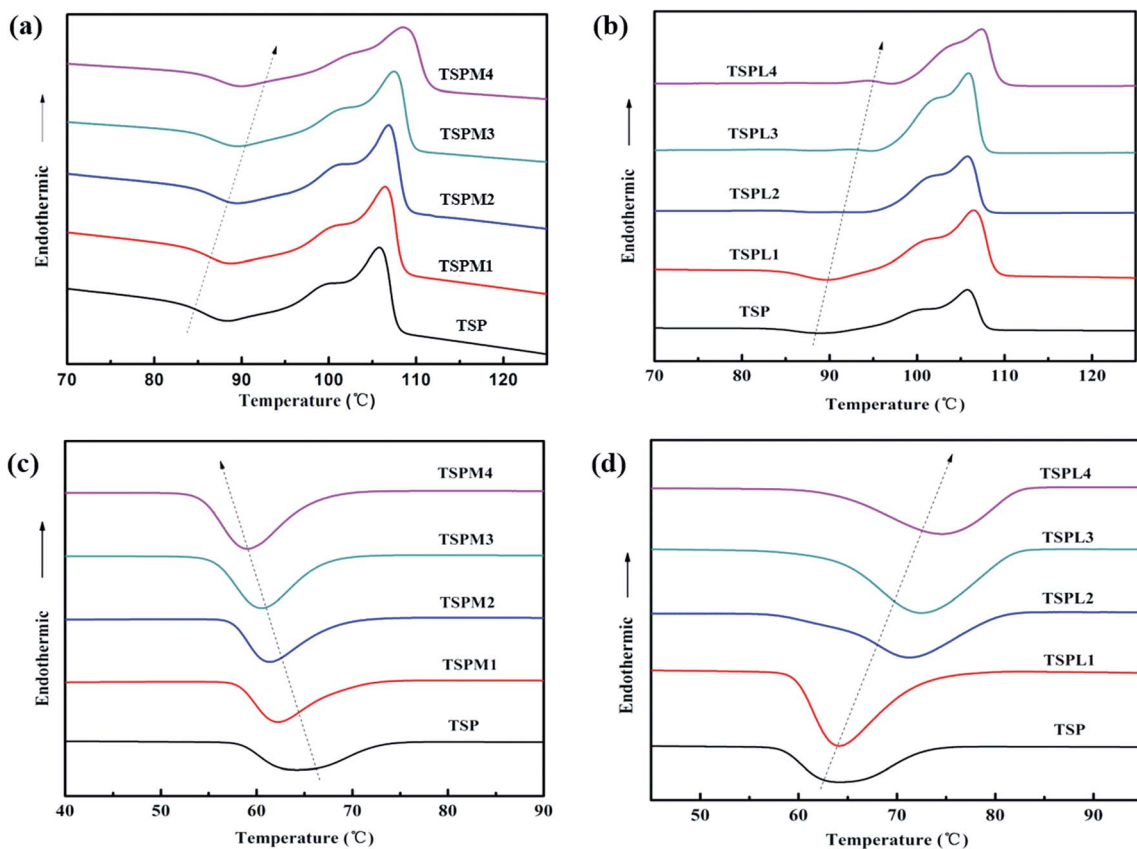 (a)
Endothermic
TSPM4
TSPM3
TSPM2
TSPM1
TSP
70 80 90 100 110 120
Temperature (℃)
(b)
Endothermic
TSPL4
TSPL3
TSPL2
TSPL1
TSP
70 80 90 100 110 120
Temperature (℃)
(c)
Endothermic
TSPM4
TSPM3
TSPM2
TSPM1
TSP
40 50 60 70 80 90
Temperature (℃)
(d)
Endothermic
TSPL4
TSPL3
TSPL2
TSPL1
TSP
50 60 70 80 90
Temperature (℃)